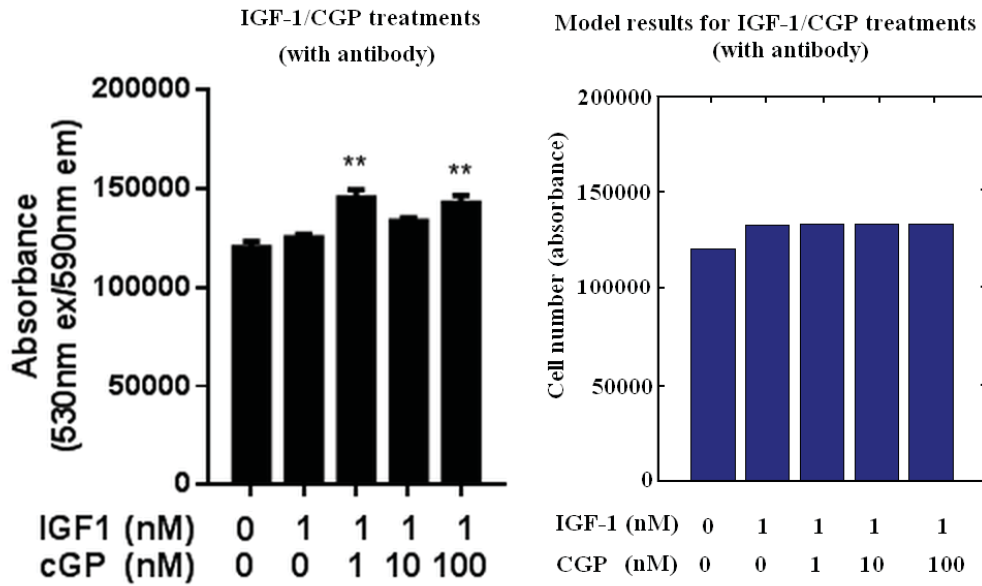 IGF-1/CGP treatments
(with antibody)
200000
150000
100000
50000
0
Absorbance
(530nm ex/590nm em)
**
**
IGF1 (nM) 0 1 1 1 1
cGP (nM) 0 0 1 10 100
Model results for IGF-1/CGP treatments
(with antibody)
200000
150000
100000
50000
0
Cell number (absorbance)
IGF-1 (nM) 0 1 1 1 1
CGP (nM) 0 0 1 10 100